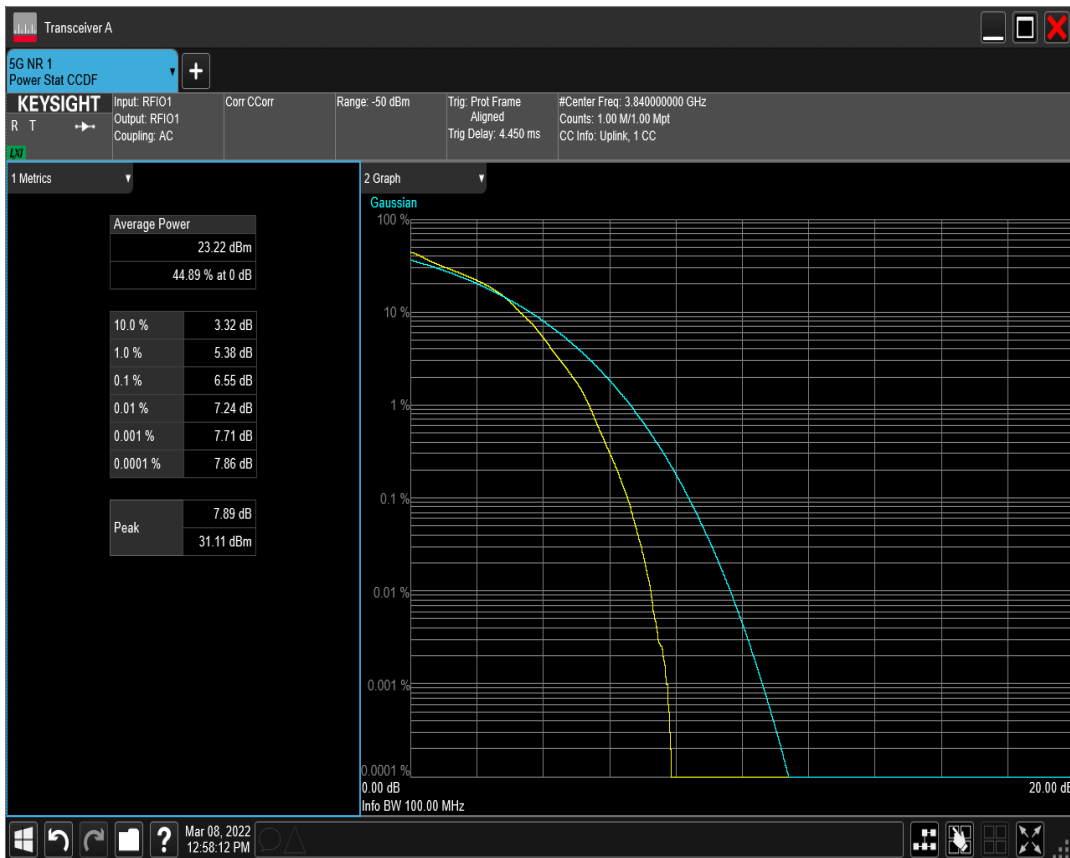 Transceiver A
5G NR 1
Power Stat CCDF
KEYSIGHT
R T
LXI
Input: RFIO1
Output: RFIO1
Coupling: AC
Corr CCorr
Range: -50 dBm
Trig: Prot Frame
Aligned
Trig Delay: 4.450 ms
#Center Freq: 3.840000000 GHz
Counts: 1.00 M/1.00 Mpt
CC Info: Uplink, 1 CC
1 Metrics
Average Power
23.22 dBm
44.89 % at 0 dB
10.0 % 3.32 dB
1.0 % 5.38 dB
0.1 % 6.55 dB
0.01 % 7.24 dB
0.001 % 7.71 dB
0.0001 % 7.86 dB
Peak
7.89 dB
31.11 dBm
2 Graph
Gaussian
100 %
10 %
1 %
0.1 %
0.01 %
0.001 %
0.0001 %
0.00 dB 20.00 dB
Info BW 100.00 MHz
?
Mar 08, 2022
12:58:12 PM